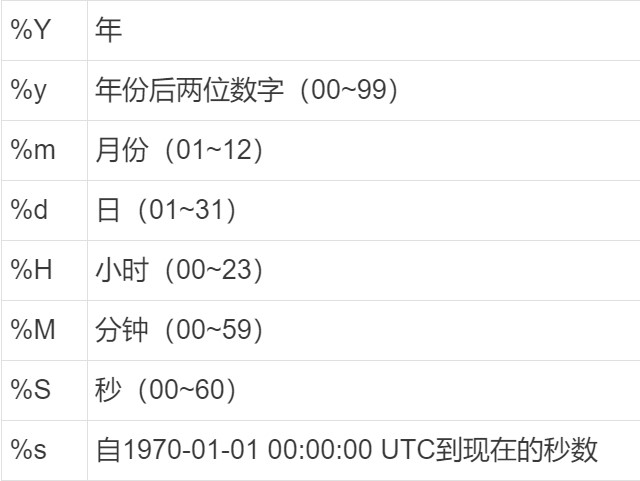 %Y 年
%y 年份后两位数字（00~99）
%m 月份（01~12）
%d 日（01~31）
%H 小时（00~23）
%M 分钟（00~59）
%S 秒（00~60）
%s 自1970-01-01 00:00:00 UTC到现在的秒数